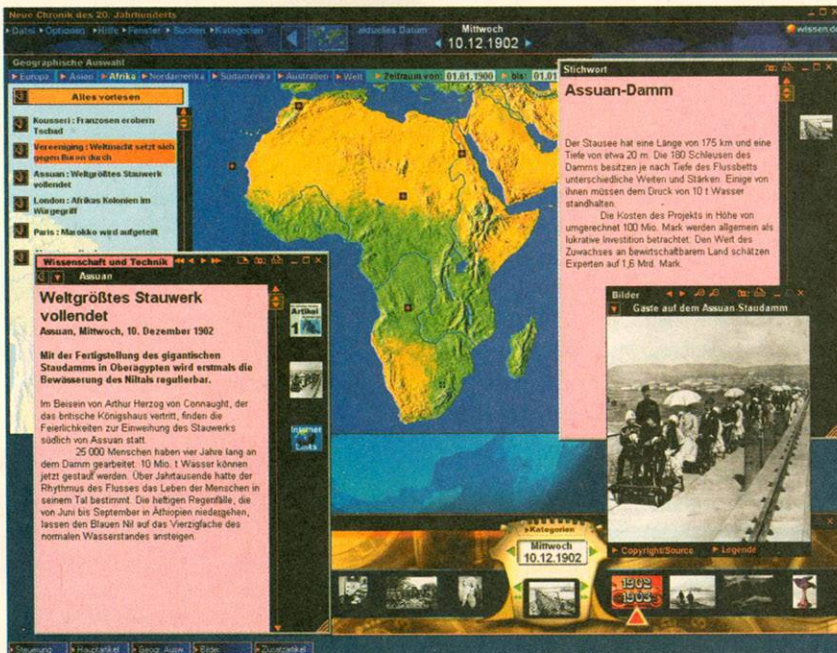 Neue Chronik des 20. Jahrhunderts
Datei Optionen Hilfe Fenster Suchen Kategorien
aktuelles Datum
Mittwoch
10.12.1902
wissen.de
Geographische Auswahl
Europa Asien Afrika Nordamerika Südamerika Australien Welt Zeitraum von: 01.01.1900 bis: 01.01
Alles vorlesen
Kousseri : Franzosen erobern
Tschad
Vereeniging : Weltmacht setzt sich
gegen Buren durch
Assuan : Weltgrößtes Stauwerk
vollendet
London : Afrikas Kolonien im
Würgegriff
Paris : Marokko wird aufgeteilt
Stichwort
Assuan-Damm
Der Stausee hat eine Länge von 175 km und eine
Tiefe von etwa 20 m. Die 180 Schleusen des
Damms besitzen je nach Tiefe des Flussbetts
unterschiedliche Weiten und Stärken. Einige von
ihnen müssen dem Druck von 10 t Wasser
standhalten.
Die Kosten des Projekts in Höhe von
umgerechnet 100 Mio. Mark werden allgemein als
lukrative Investition betrachtet: Den Wert des
Zuwachses an bewirtschaftbarem Land schätzen
Experten auf 1,6 Mrd. Mark.
Wissenschaft und Technik
Assuan
Weltgrößtes Stauwerk
vollendet
Assuan, Mittwoch, 10. Dezember 1902
Mit der Fertigstellung des gigantischen
Staudamms in Oberägypten wird erstmals die
Bewässerung des Niltals regulierbar.
Im Beisein von Arthur Herzog von Connaught, der
das britische Königshaus vertritt, finden die
Feierlichkeiten zur Einweihung des Stauwerks
südlich von Assuan statt.
25 000 Menschen haben vier Jahre lang an
dem Damm gearbeitet. 10 Mio. t Wasser können
jetzt gestaut werden. Über Jahrtausende hatte der
Rhythmus des Flusses das Leben der Menschen in
seinem Tal bestimmt. Die heftigen Regenfälle, die
von Juni bis September in Äthiopien niedergehen,
lassen den Blauen Nil auf das Vierzigfache des
normalen Wasserstandes ansteigen.
Artikel
1
Internet
Links
Bilder
Gäste auf dem Assuan-Staudamm
Copyright/Source Legende
Kategorien
Mittwoch
10.12.1902
1902
1903
Steuerung Hauptartikel Geogr. Ausw. Bilder Zusatzartikel